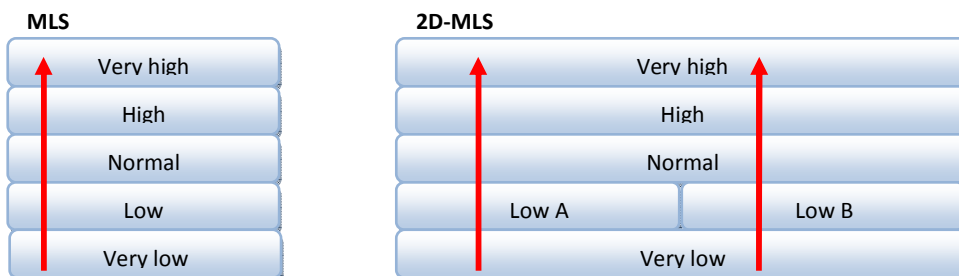 MLS
Very high
High
Normal
Low
Very low
2D-MLS
Very high
High
Normal
Low A
Low B
Very low